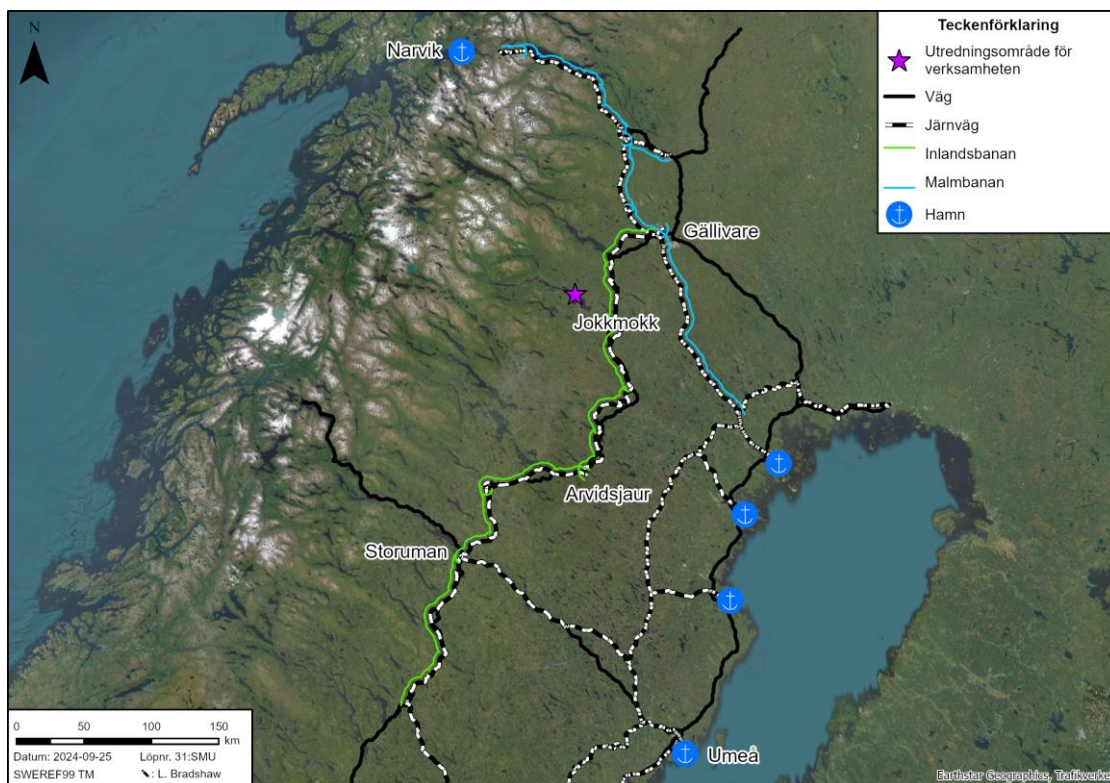 N
Narvik
Gällivare
Jokkmokk
Arvidsjaur
Storuman
Umeå
Teckenförklaring
Utredningsområde för
verksamheten
Väg
Järnväg
Inlandsbanan
Malmbanan
Hamn
0 50 100 150
km
Datum: 2024-09-25 Löpnr. 31:SMU
SWEREF99 TM : L. Bradshaw
Earthstar Geographics, Trafikverke